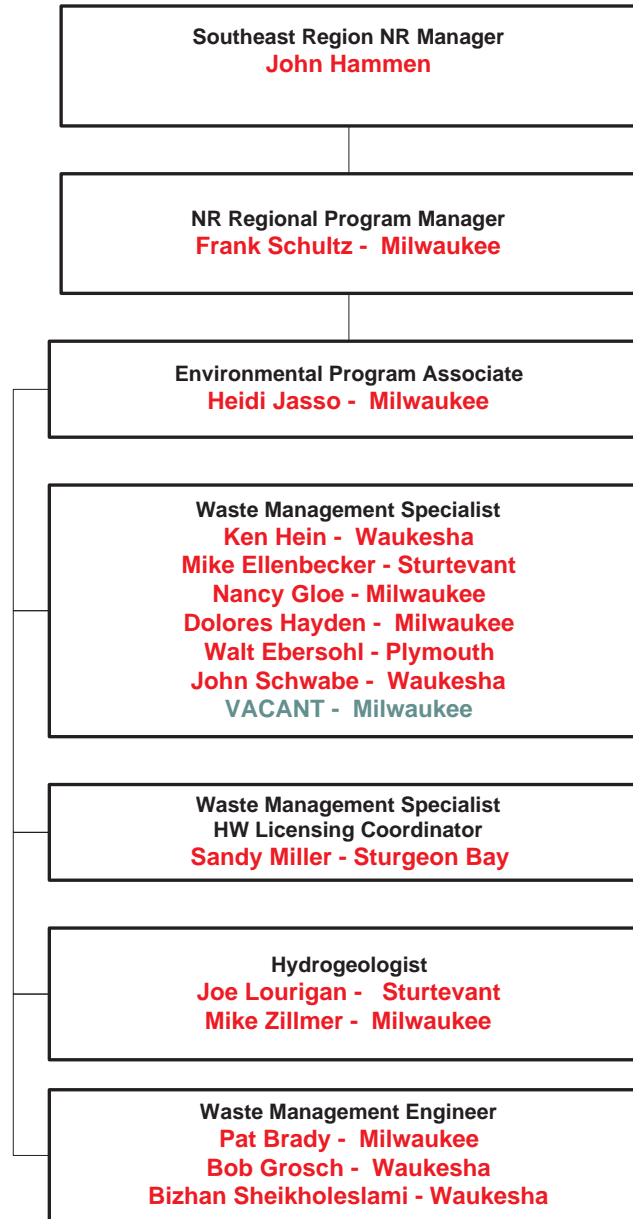 Southeast Region NR Manager
John Hammen
NR Regional Program Manager
Frank Schultz - Milwaukee
Environmental Program Associate
Heidi Jasso - Milwaukee
Waste Management Specialist
Ken Hein - Waukesha
Mike Ellenbecker - Sturtevant
Nancy Gloe - Milwaukee
Dolores Hayden - Milwaukee
Walt Ebersohl - Plymouth
John Schwabe - Waukesha
VACANT - Milwaukee
Waste Management Specialist
HW Licensing Coordinator
Sandy Miller - Sturgeon Bay
Hydrogeologist
Joe Lourigan - Sturtevant
Mike Zillmer - Milwaukee
Waste Management Engineer
Pat Brady - Milwaukee
Bob Grosch - Waukesha
Bizhan Sheikholeslami - Waukesha